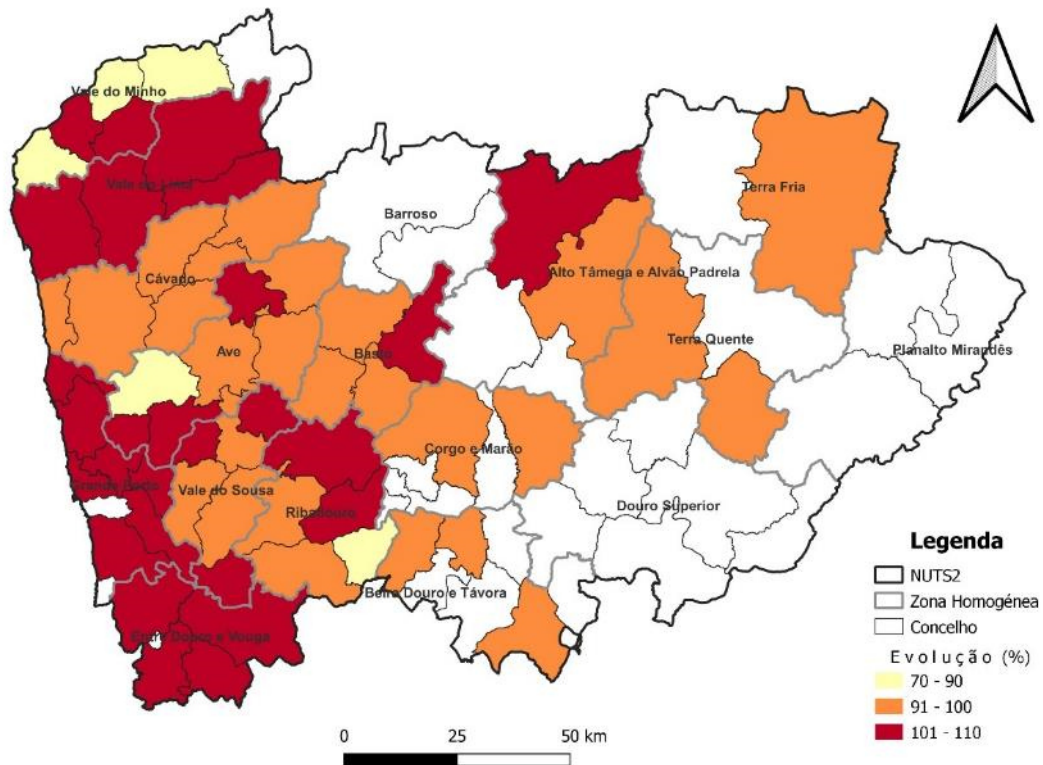 Vale do Minho
Vale do Lima
Terra Fria
Barroso
Cávado
Alto Tâmega e Alvão Padrela
Terra Quente
Planalto Mirandês
Ave
Basto
Corgo e Marão
Grande Porto
Vale do Sousa
Ribadouro
Douro Superior
Beira Douro e Távora
Entre Douro e Vouga
Legenda
NUTS2
Zona Homogénea
Concelho
Evolução (%)
70 - 90
91 - 100
101 - 110
0 25 50 km